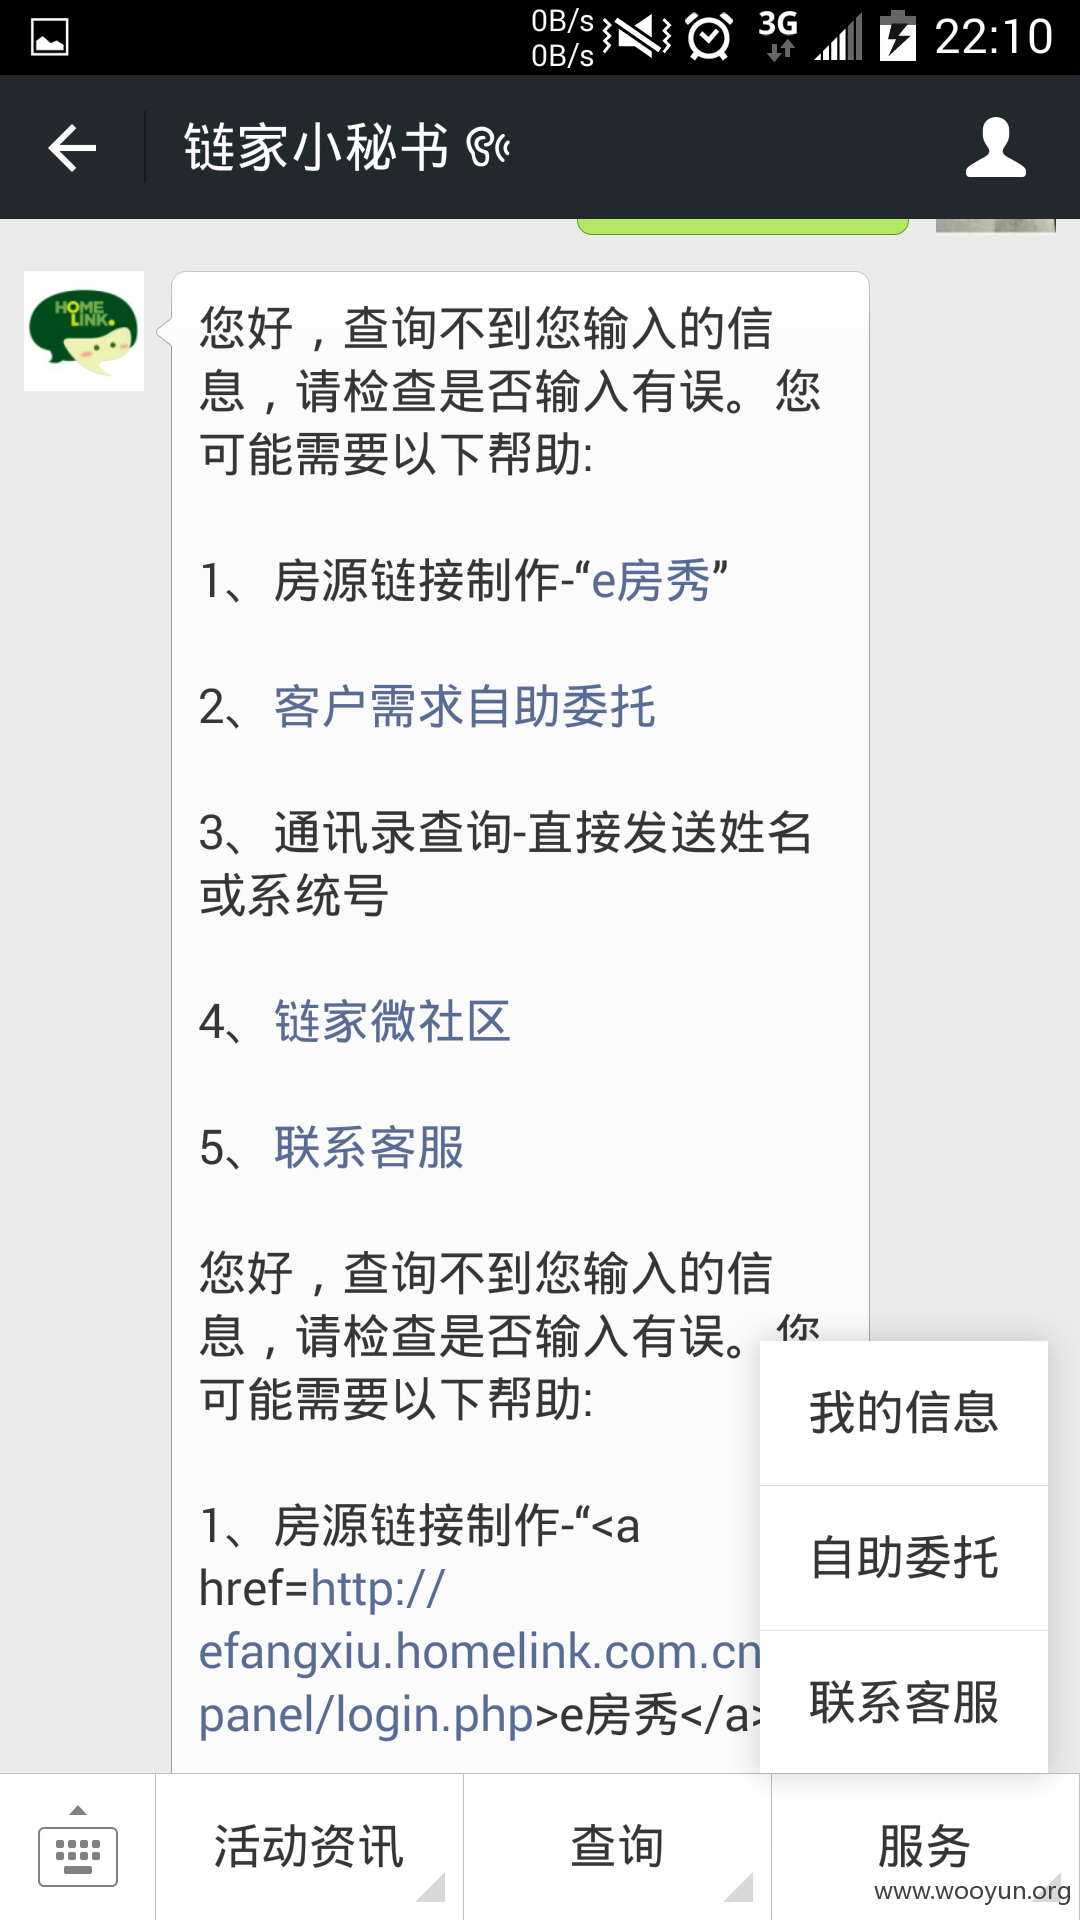 0B/s
0B/s
3G
22:10
链家小秘书
HOME
LINK.
您好，查询不到您输入的信
息，请检查是否输入有误。您
可能需要以下帮助:
1、房源链接制作-“e房秀”
2、客户需求自助委托
3、通讯录查询-直接发送姓名
或系统号
4、链家微社区
5、联系客服
您好，查询不到您输入的信
息，请检查是否输入有误。您
可能需要以下帮助:
1、房源链接制作-“<a
href=http://
efangxiu.homelink.com.cn
panel/login.php>e房秀</a>
我的信息
自助委托
联系客服
活动资讯
查询
服务
www.wooyun.org